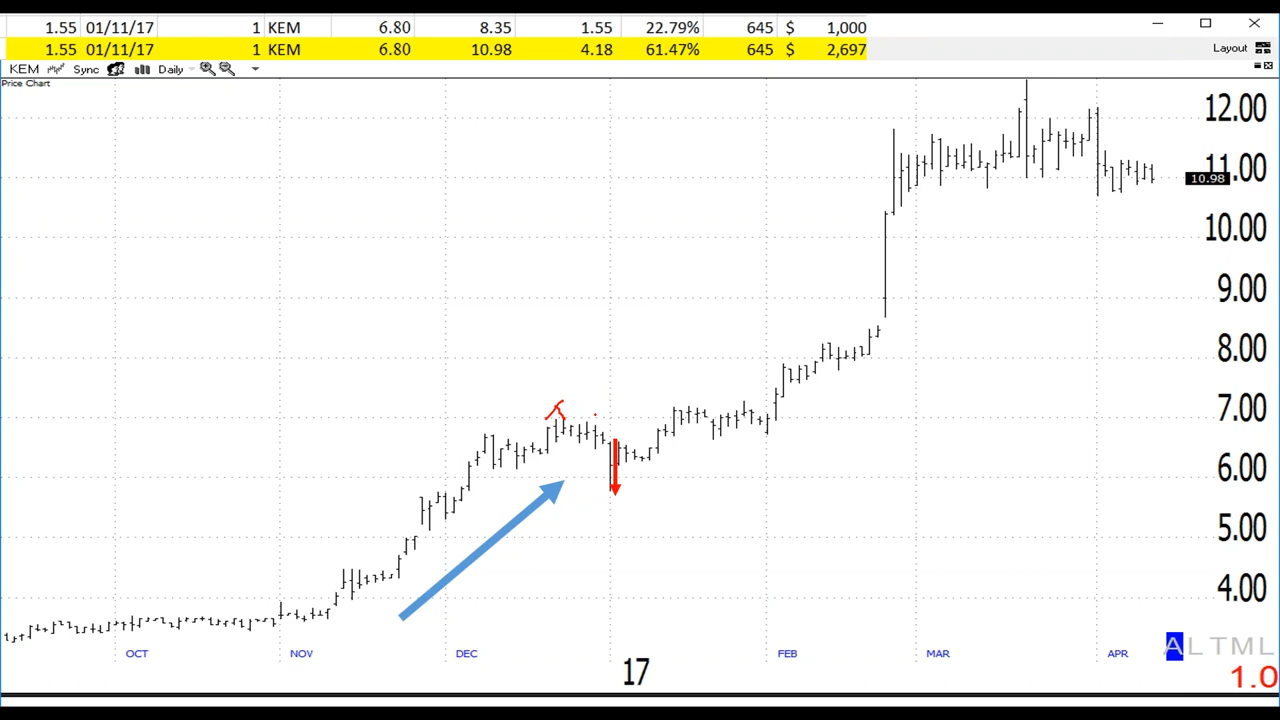 1.55 01/11/17 1 KEM 6.80 8.35 1.55 22.79% 645 $ 1,000
1.55 01/11/17 1 KEM 6.80 10.98 4.18 61.47% 645 $ 2,697
Layout
KEM Sync Daily
Price Chart
12.00
11.00
10.98
10.00
9.00
8.00
7.00
6.00
5.00
4.00
OCT NOV DEC 17 FEB MAR APR
ALTML
1.0